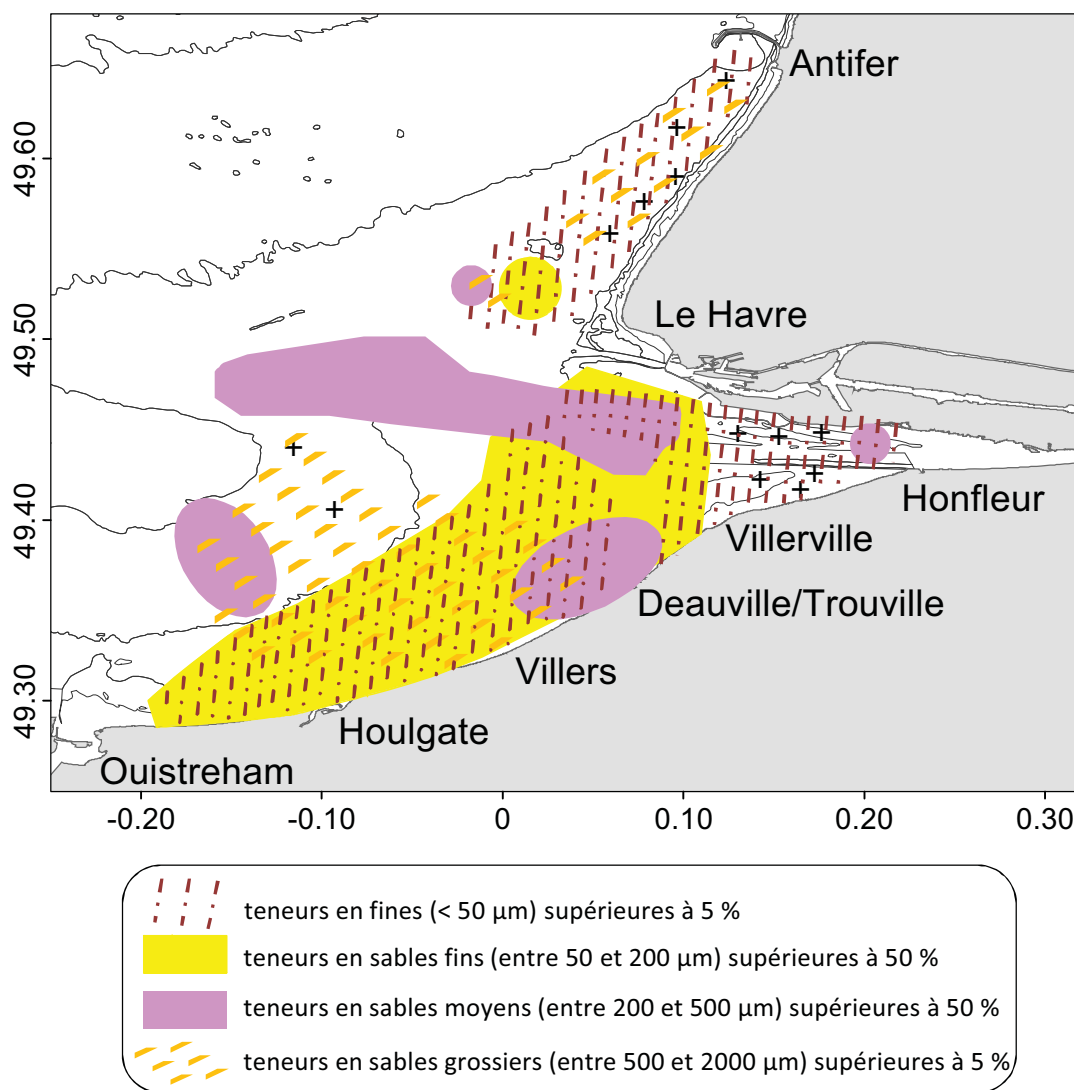 Antifer
49.60
49.50
Le Havre
Honfleur
49.40
Villerville
Deauville/Trouville
Villers
49.30
Houlgate
Ouistreham
-0.20 -0.10 0 0.10 0.20 0.30
teneurs en fines (< 50 µm) supérieures à 5 %
teneurs en sables fins (entre 50 et 200 µm) supérieures à 50 %
teneurs en sables moyens (entre 200 et 500 µm) supérieures à 50 %
teneurs en sables grossiers (entre 500 et 2000 µm) supérieures à 5 %